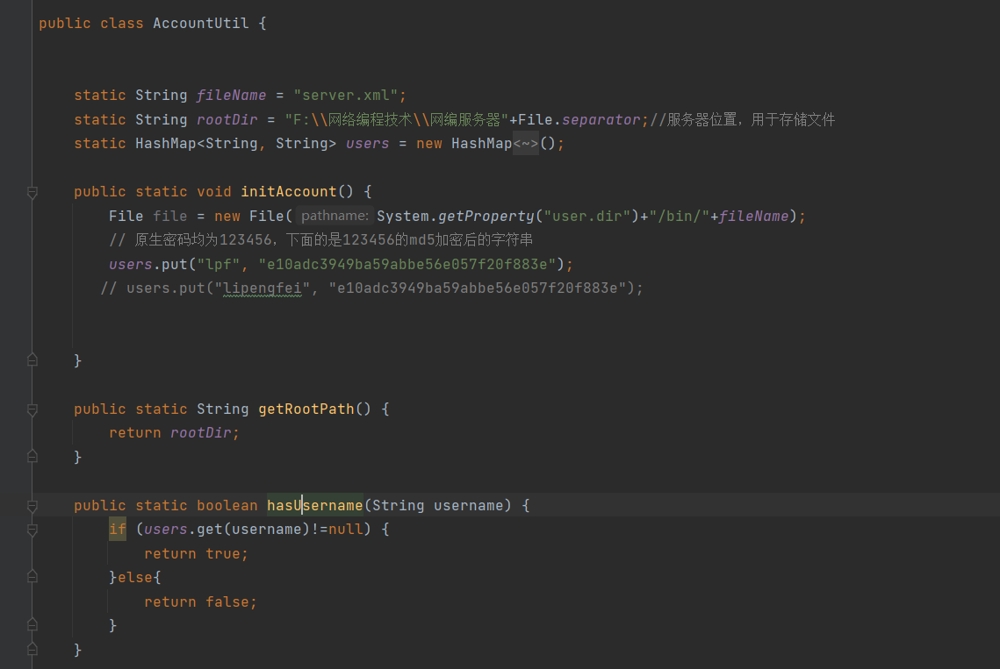 public class AccountUtil {
static String fileName = "server.xml";
static String rootDir = "F:\\网络编程技术\\网编服务器"+File.separator;//服务器位置，用于存储文件
static HashMap<String, String> users = new HashMap<~>();
public static void initAccount() {
File file = new File( pathname: System.getProperty("user.dir")+"/bin/"+fileName);
// 原生密码均为123456，下面的是123456的md5加密后的字符串
users.put("lpf", "e10adc3949ba59abbe56e057f20f883e");
// users.put("lipengfei", "e10adc3949ba59abbe56e057f20f883e");
}
public static String getRootPath() {
return rootDir;
}
public static boolean hasUsername(String username) {
if (users.get(username)!=null) {
return true;
}else{
return false;
}
}